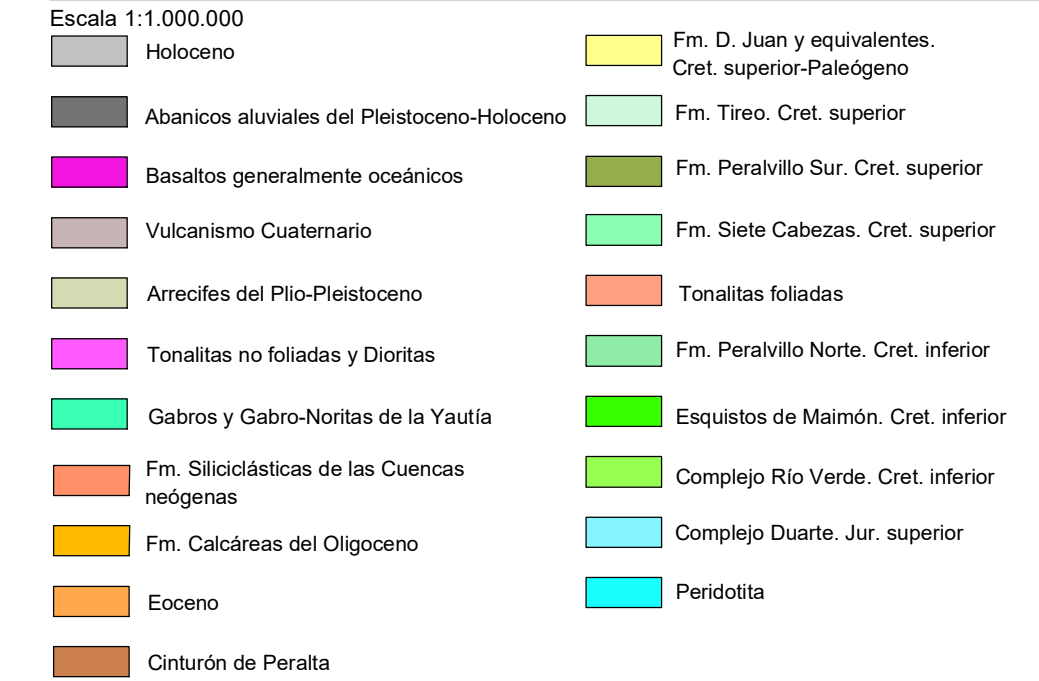 Escala 1:1.000.000
Holoceno
Abanicos aluviales del Pleistoceno-Holoceno
Basaltos generalmente oceánicos
Vulcanismo Cuaternario
Arrecifes del Plio-Pleistoceno
Tonalitas no foliadas y Dioritas
Gabros y Gabro-Noritas de la Yautía
Fm. Siliciclásticas de las Cuencas
neógenas
Fm. Calcáreas del Oligoceno
Eoceno
Cinturón de Peralta
Fm. D. Juan y equivalentes.
Cret. superior-Paleógeno
Fm. Tireo. Cret. superior
Fm. Peralvillo Sur. Cret. superior
Fm. Siete Cabezas. Cret. superior
Tonalitas foliadas
Fm. Peralvillo Norte. Cret. inferior
Esquistos de Maimón. Cret. inferior
Complejo Río Verde. Cret. inferior
Complejo Duarte. Jur. superior
Peridotita